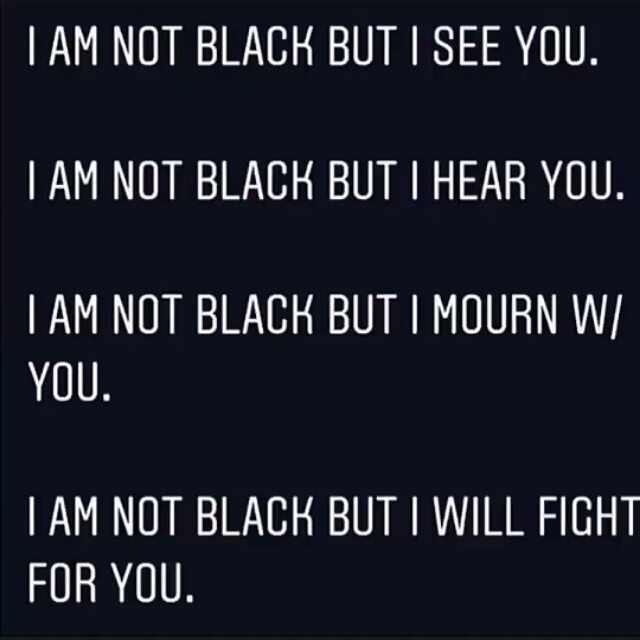 I AM NOT BLACK BUT I SEE YOU.
I AM NOT BLACK BUT I HEAR YOU.
I AM NOT BLACK BUT I MOURN W/
YOU.
I AM NOT BLACK BUT I WILL FIGHT
FOR YOU.